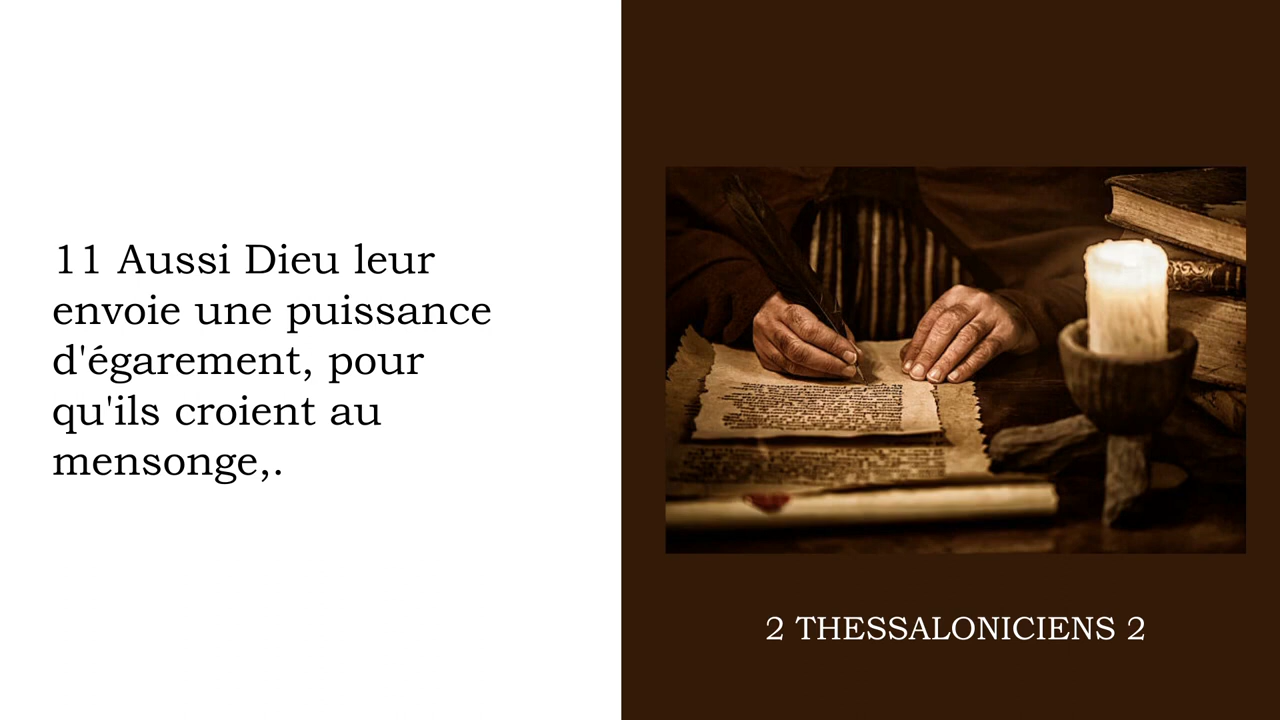 11 Aussi Dieu leur
envoie une puissance
d'égarement, pour
qu'ils croient au
mensonge,.
2 THESSALONICIENS 2